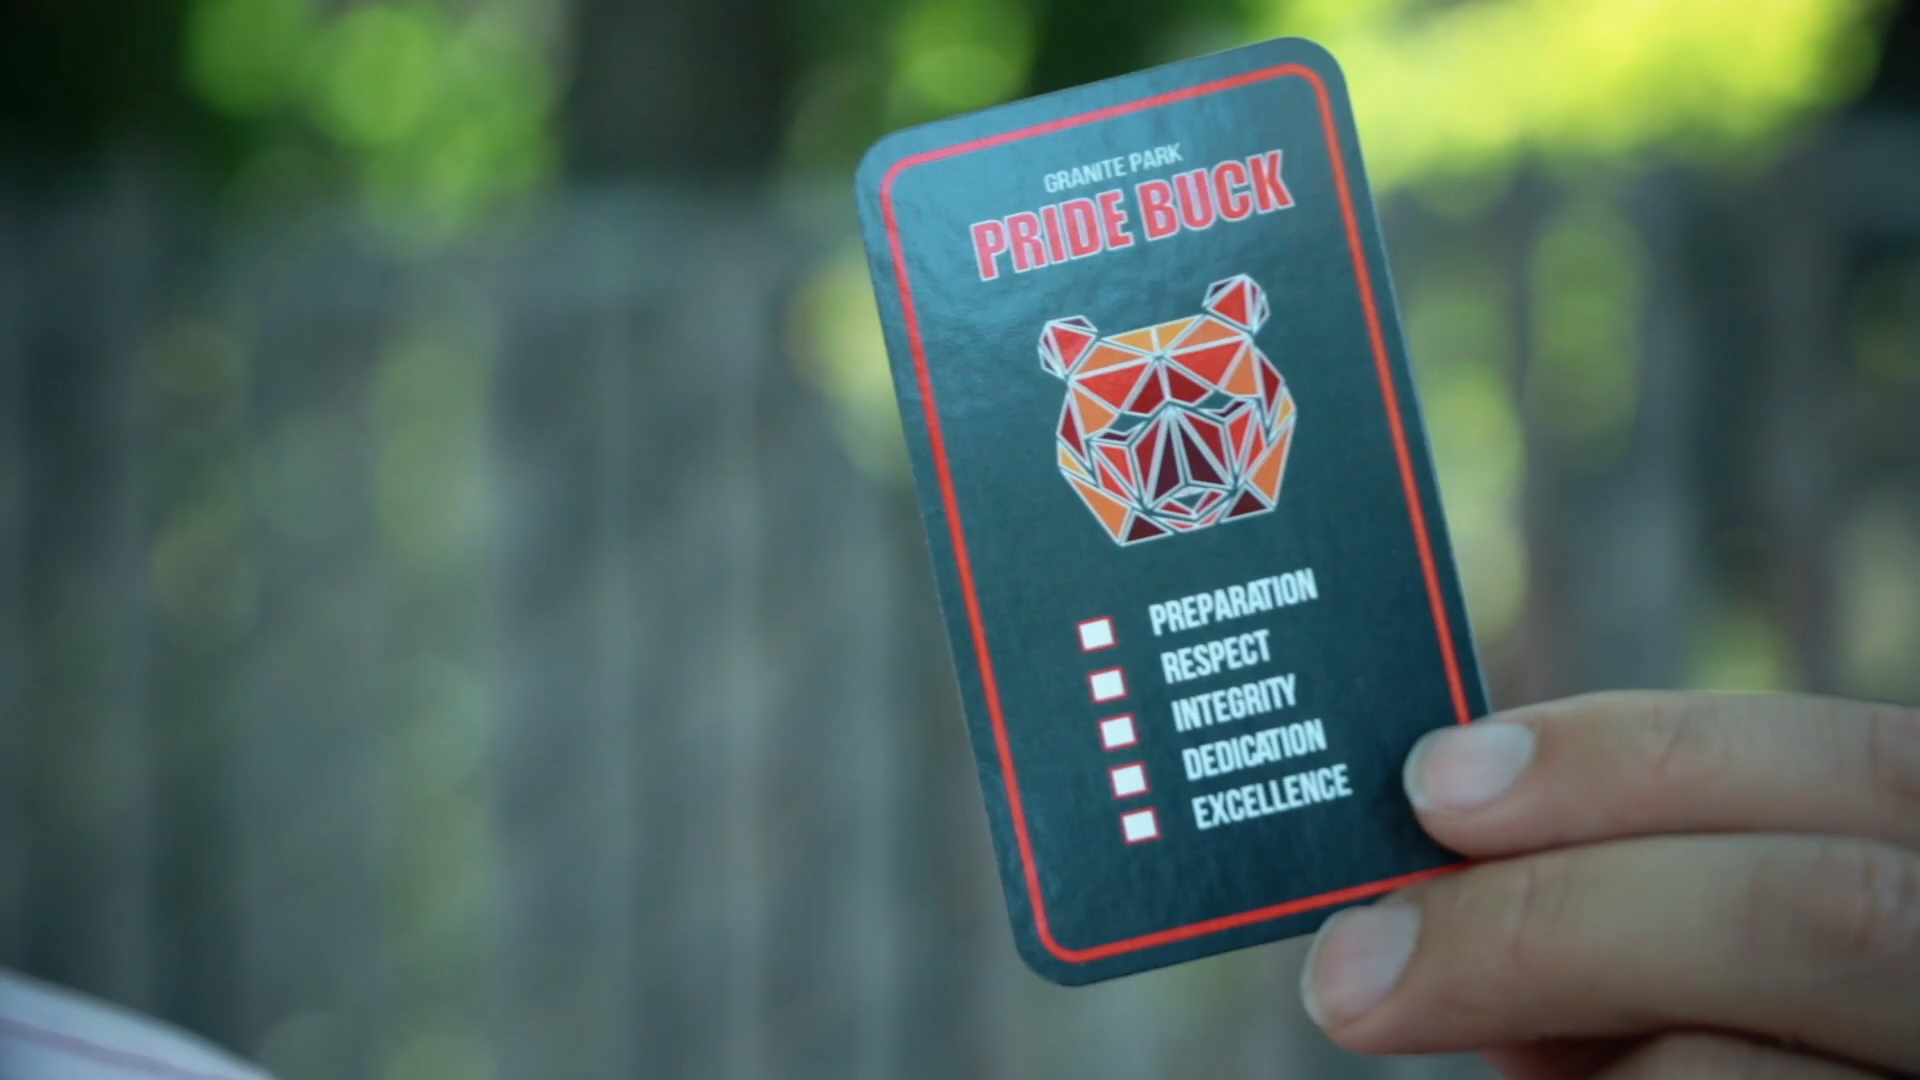 GRANITE PARK
PRIDE BUCK
PREPARATION
RESPECT
INTEGRITY
DEDICATION
EXCELLENCE